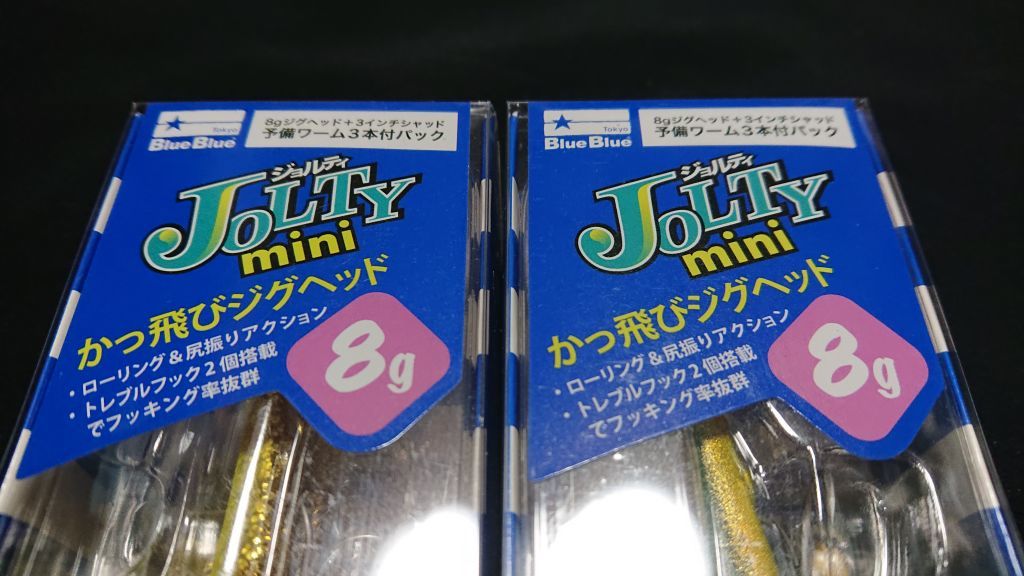 Tokyo
BlueBlue
8gジグヘッド+3インチシャッド
予備ワーム3本付パック
ジョルティ
JOLTY
mini
かっ飛びジグヘッド
・ローリング&尻振りアクション
・トレブルフック2個搭載
でフッキング率抜群
8g
Tokyo
BlueBlue
8gジグヘッド+3インチシャッド
予備ワーム3本付パック
ジョルティ
JOLTY
mini
かっ飛びジグヘッド
・ローリング&尻振りアクション
・トレブルフック2個搭載
でフッキング率抜群
8g